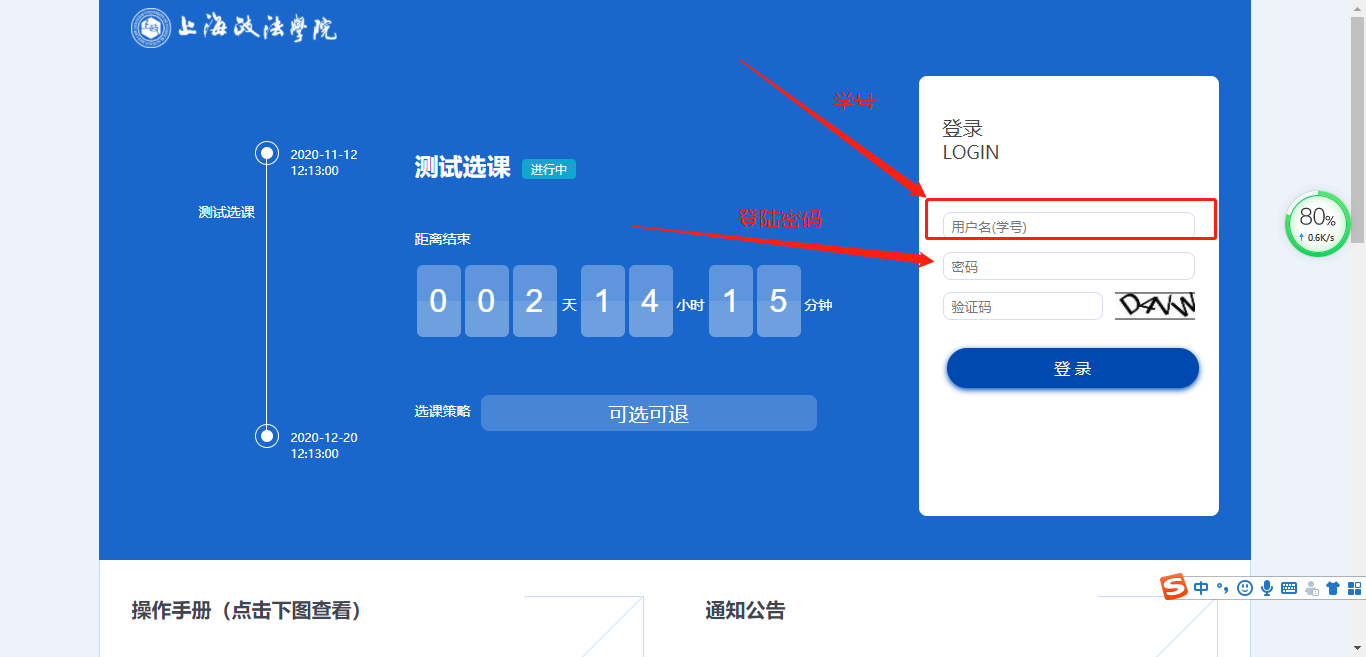 上海政法學院
学号
登录
LOGIN
2020-11-12
12:13:00
测试选课 进行中
测试选课
用户名(学号)
80%
0.6K/s
登陆密码
距离结束
密码
002天14小时15分钟
验证码
D4VW
登 录
选课策略 可选可退
2020-12-20
12:13:00
中
操作手册（点击下图查看）
通知公告